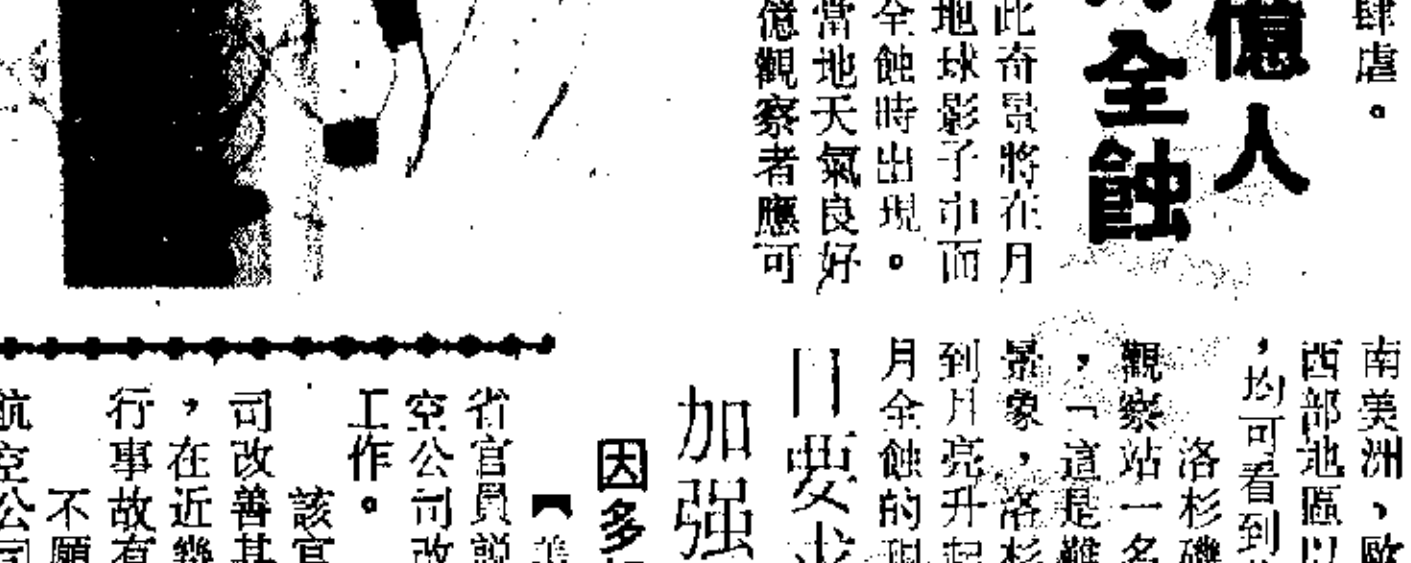 肆虐。
億人
全蝕
此奇景將在月
地球影子巾而
全蝕時出現。
當地天氣良好
億觀察者應可
南美洲、歐
西部地區以
，均可看到
洛杉磯
觀察站一名
，「這是難
景象，洛杉
到月亮升起
月全蝕的現
日要求
加强
因多
省官員説
空公司改
工作。
該官
司改善其
，在近幾
行事故有
不願
航空公司